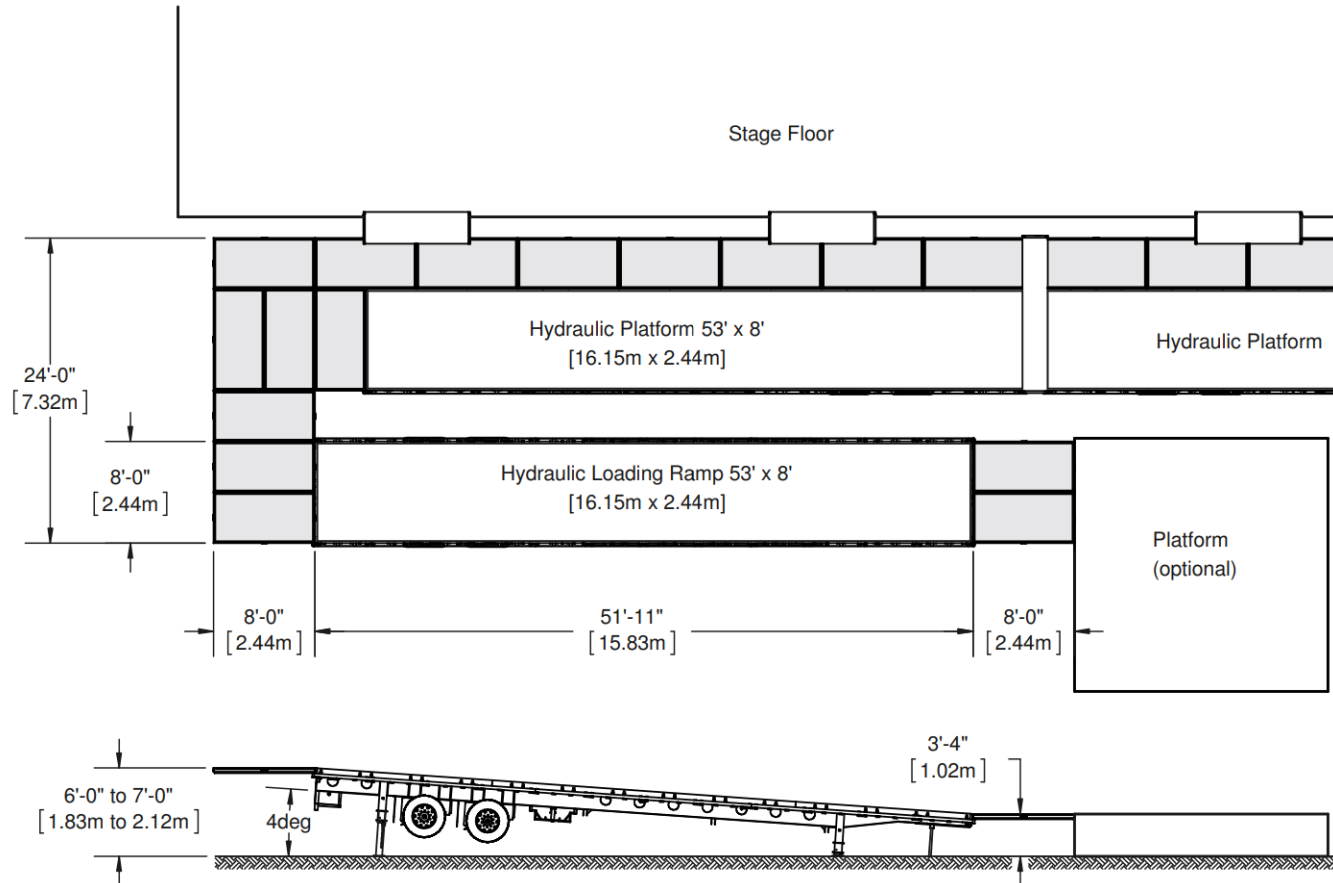 Stage Floor
Hydraulic Platform 53' x 8'
[16.15m x 2.44m]
Hydraulic Platform
24'-0"
[7.32m]
8'-0"
[2.44m]
Hydraulic Loading Ramp 53' x 8'
[16.15m x 2.44m]
Platform
(optional)
8'-0"
[2.44m]
51'-11"
[15.83m]
8'-0"
[2.44m]
3'-4"
[1.02m]
6'-0" to 7'-0"
[1.83m to 2.12m]
4deg